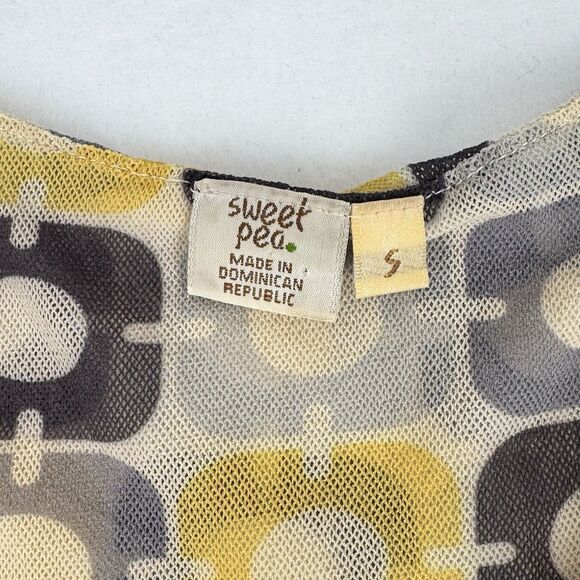 sweet
pea.
MADE IN
DOMINICAN
REPUBLIC
S